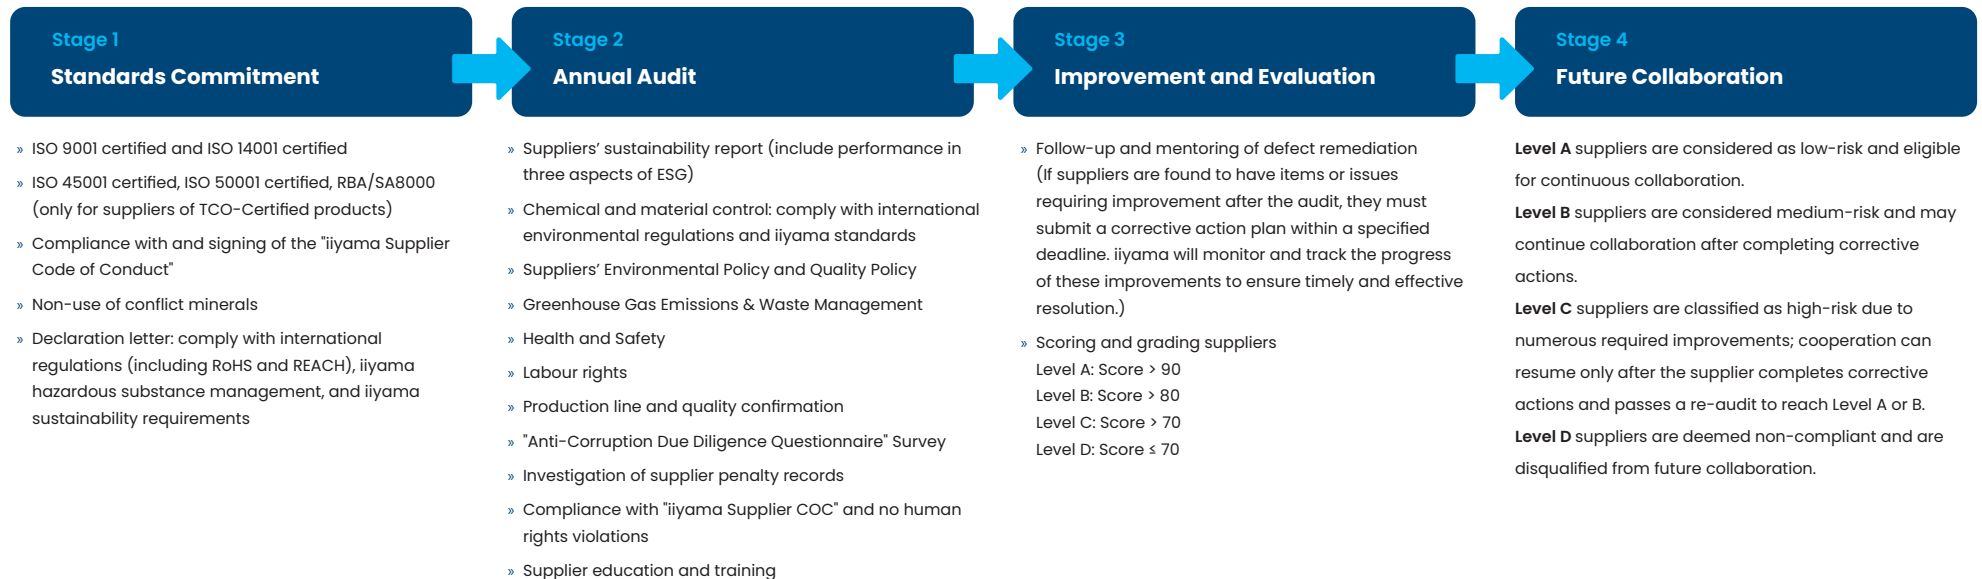 Stage 1
Standards Commitment
» ISO 9001 certified and ISO 14001 certified
» ISO 45001 certified, ISO 50001 certified, RBA/SA8000
(only for suppliers of TCO-Certified products)
» Compliance with and signing of the "iiyama Supplier
Code of Conduct"
» Non-use of conflict minerals
» Declaration letter: comply with international
regulations (including RoHS and REACH), iiyama
hazardous substance management, and iiyama
sustainability requirements
Stage 2
Annual Audit
» Suppliers’ sustainability report (include performance in
three aspects of ESG)
» Chemical and material control: comply with international
environmental regulations and iiyama standards
» Suppliers’ Environmental Policy and Quality Policy
» Greenhouse Gas Emissions & Waste Management
» Health and Safety
» Labour rights
» Production line and quality confirmation
» "Anti-Corruption Due Diligence Questionnaire" Survey
» Investigation of supplier penalty records
» Compliance with "iiyama Supplier COC" and no human
rights violations
» Supplier education and training
Stage 3
Improvement and Evaluation
» Follow-up and mentoring of defect remediation
(If suppliers are found to have items or issues
requiring improvement after the audit, they must
submit a corrective action plan within a specified
deadline. iiyama will monitor and track the progress
of these improvements to ensure timely and effective
resolution.)
» Scoring and grading suppliers
Level A: Score > 90
Level B: Score > 80
Level C: Score > 70
Level D: Score ≤ 70
Stage 4
Future Collaboration
Level A suppliers are considered as low-risk and eligible
for continuous collaboration.
Level B suppliers are considered medium-risk and may
continue collaboration after completing corrective
actions.
Level C suppliers are classified as high-risk due to
numerous required improvements; cooperation can
resume only after the supplier completes corrective
actions and passes a re-audit to reach Level A or B.
Level D suppliers are deemed non-compliant and are
disqualified from future collaboration.